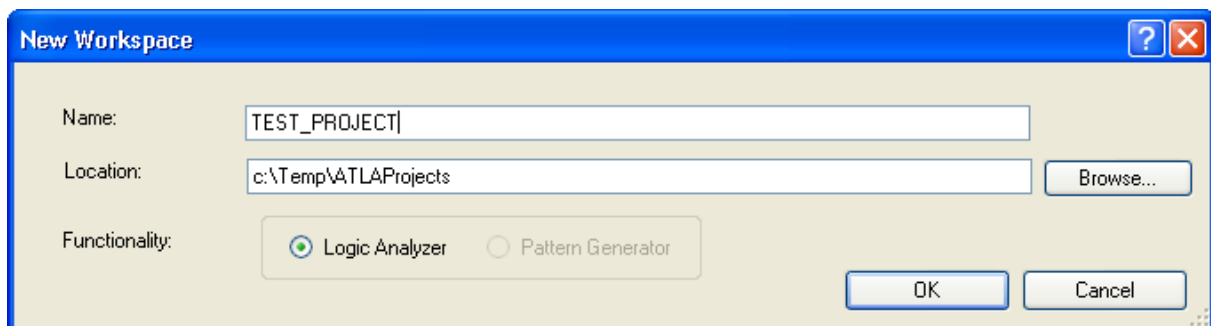 New Workspace
Name: TEST_PROJECT
Location: c:\Temp\ATLAProjects Browse...
Functionality: Logic Analyzer Pattern Generator
OK Cancel